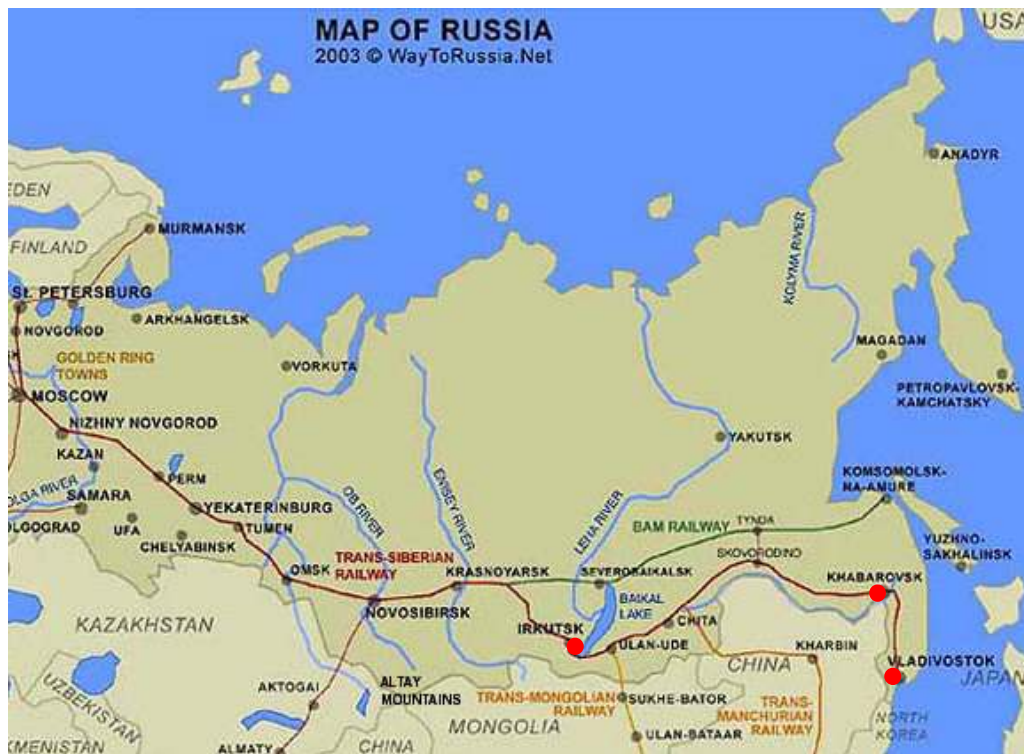 MAP OF RUSSIA
2003 © WayToRussia.Net
USA
ANADYR
EDEN
FINLAND
MURMANSK
KOLYMA RIVER
St. PETERSBURG
ARKHANGELSK
NOVGOROD
GOLDEN RING
TOWNS
VORKUTA
MAGADAN
PETROPAVLOVSK-
KAMCHATSKY
MOSCOW
NIZHNY NOVGOROD
KAZAN
YAKUTSK
PERM
OLGA RIVER
SAMARA
YEKATERINBURG
OB RIVER
ENISEY RIVER
LENA RIVER
KOMSOMOLSK-
NA-AMURE
OLGOGRAD
UFA
TUMEN
CHELYABINSK
BAM RAILWAY
TYNDA
SKOVORODINO
YUZHNO-
SAKHALINSK
TRANS-SIBERIAN
RAILWAY
OMSK
KRASNOYARSK
SEVEROBAIKALSK
KHABAROVSK
NOVOSIBIRSK
BAIKAL
LAKE
KAZAKHSTAN
IRKUTSK
CHITA
ULAN-UDE
KHARBIN
CHINA
VLADIVOSTOK
JAPAN
UZBEKISTAN
AKTOGAI
ALTAY
MOUNTAINS
TRANS-MONGOLIAN
RAILWAY
SUKHE-BATOR
TRANS-
MANCHURIAN
RAILWAY
MONGOLIA
NORTH
KOREA
KMENISTAN
ALMATY
CHINA
ULAN-BATAAR